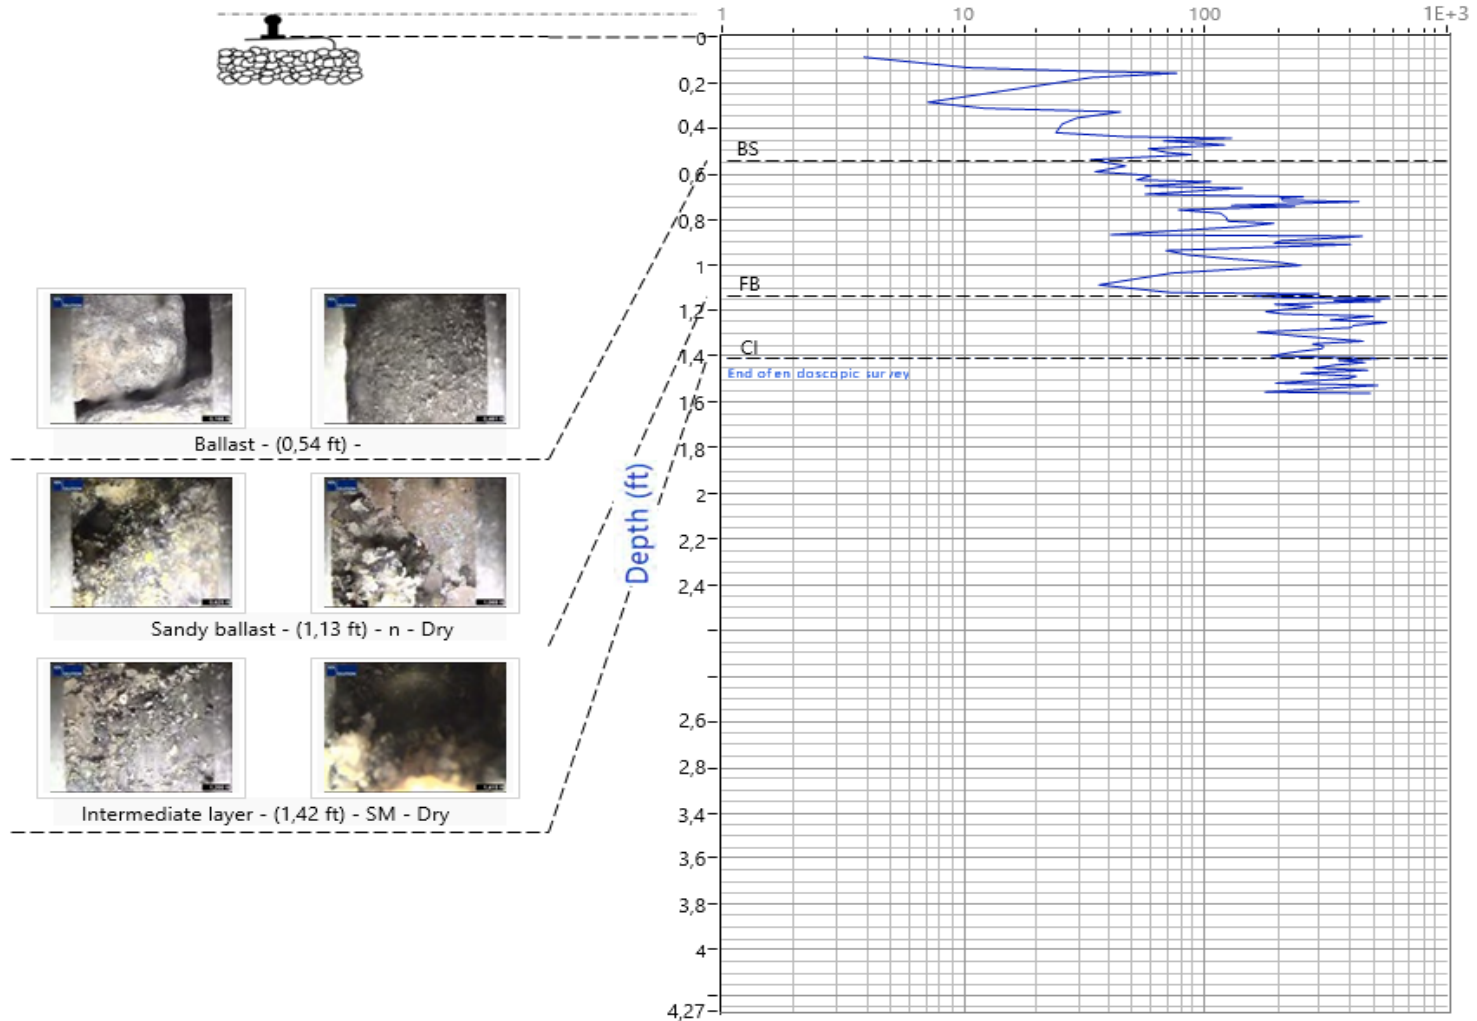 1
10
100
1E+3
0
0,2
0,4
BS
0,6
0,8
1
FB
1,2
CI
1,4
End of en doscopic survey
1,6
1,8
Depth (ft)
2
2,2
2,4
2,6
2,8
3,4
3,6
3,8
4
4,27
Ballast - (0,54 ft) -
Sandy ballast - (1,13 ft) - n - Dry
Intermediate layer - (1,42 ft) - SM - Dry